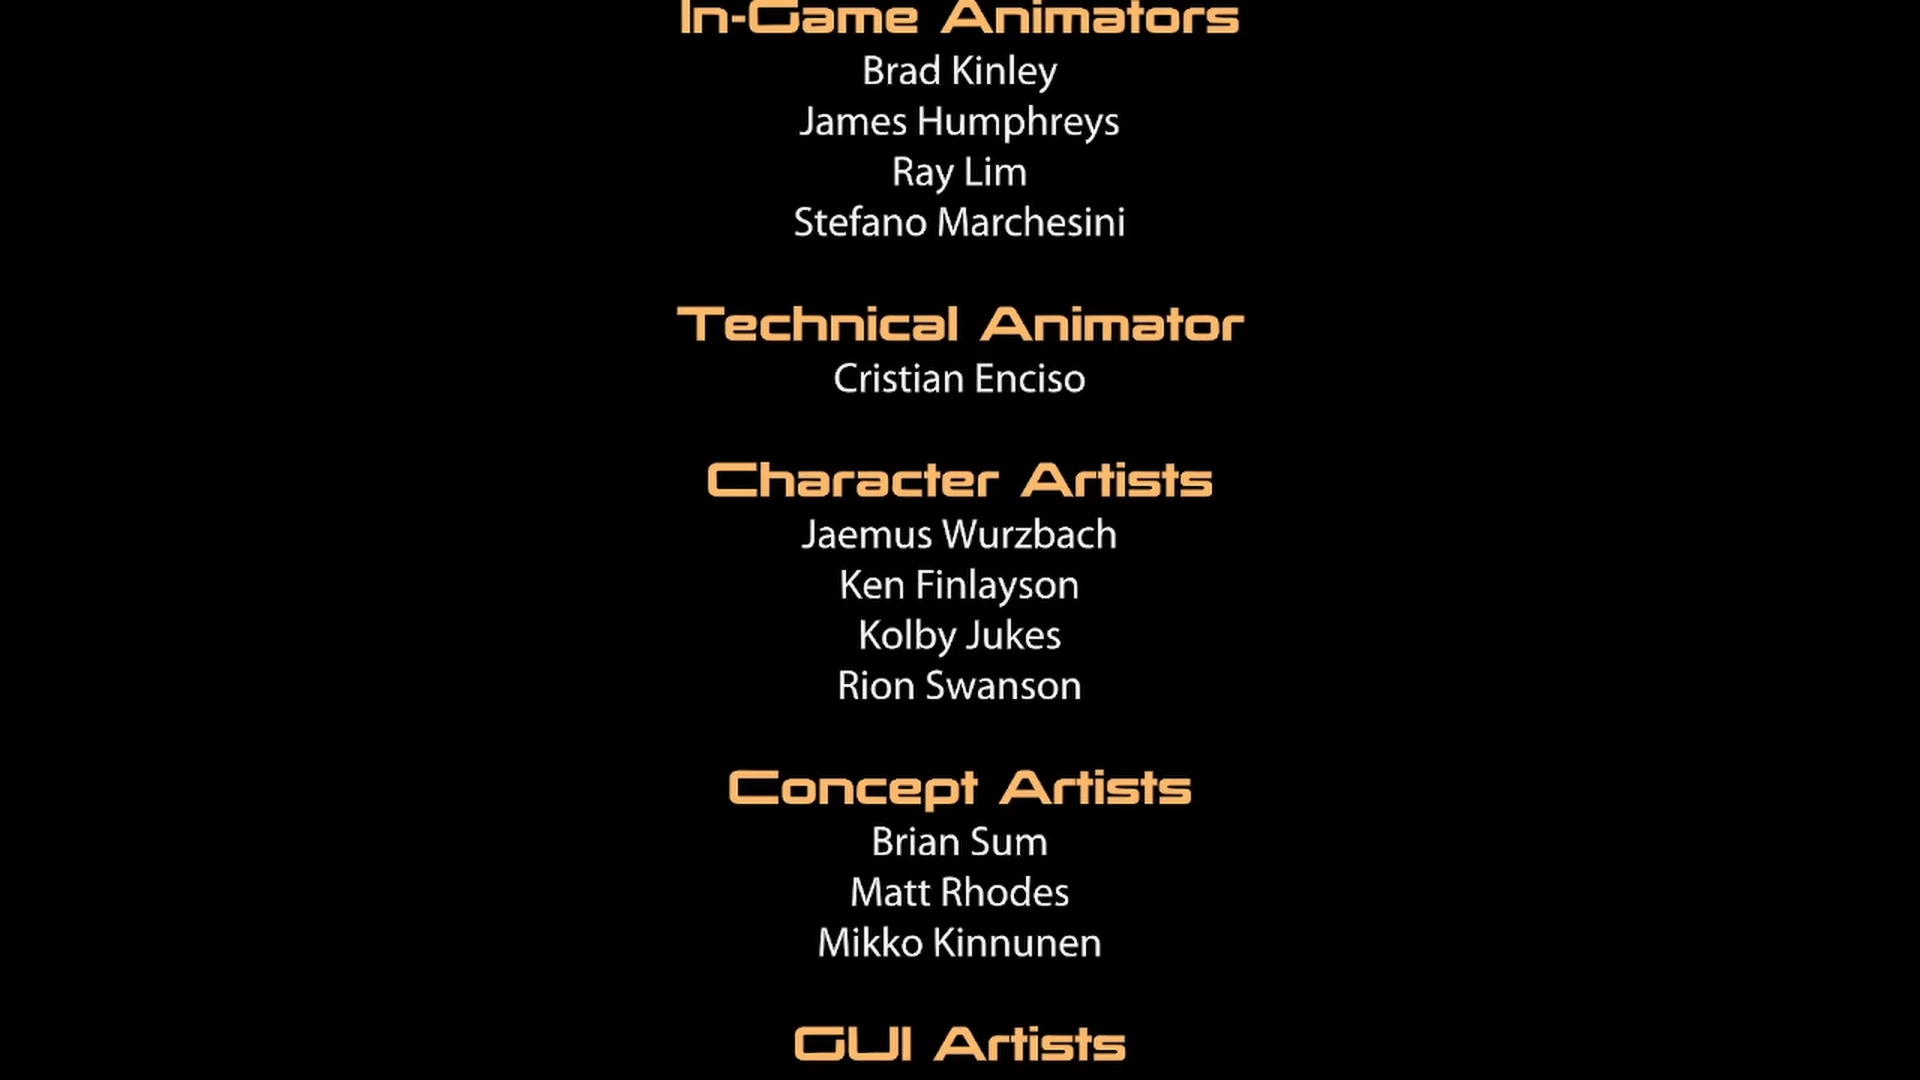 In-Game Animators
Brad Kinley
James Humphreys
Ray Lim
Stefano Marchesini
Technical Animator
Cristian Enciso
Character Artists
Jaemus Wurzbach
Ken Finlayson
Kolby Jukes
Rion Swanson
Concept Artists
Brian Sum
Matt Rhodes
Mikko Kinnunen
GUI Artists